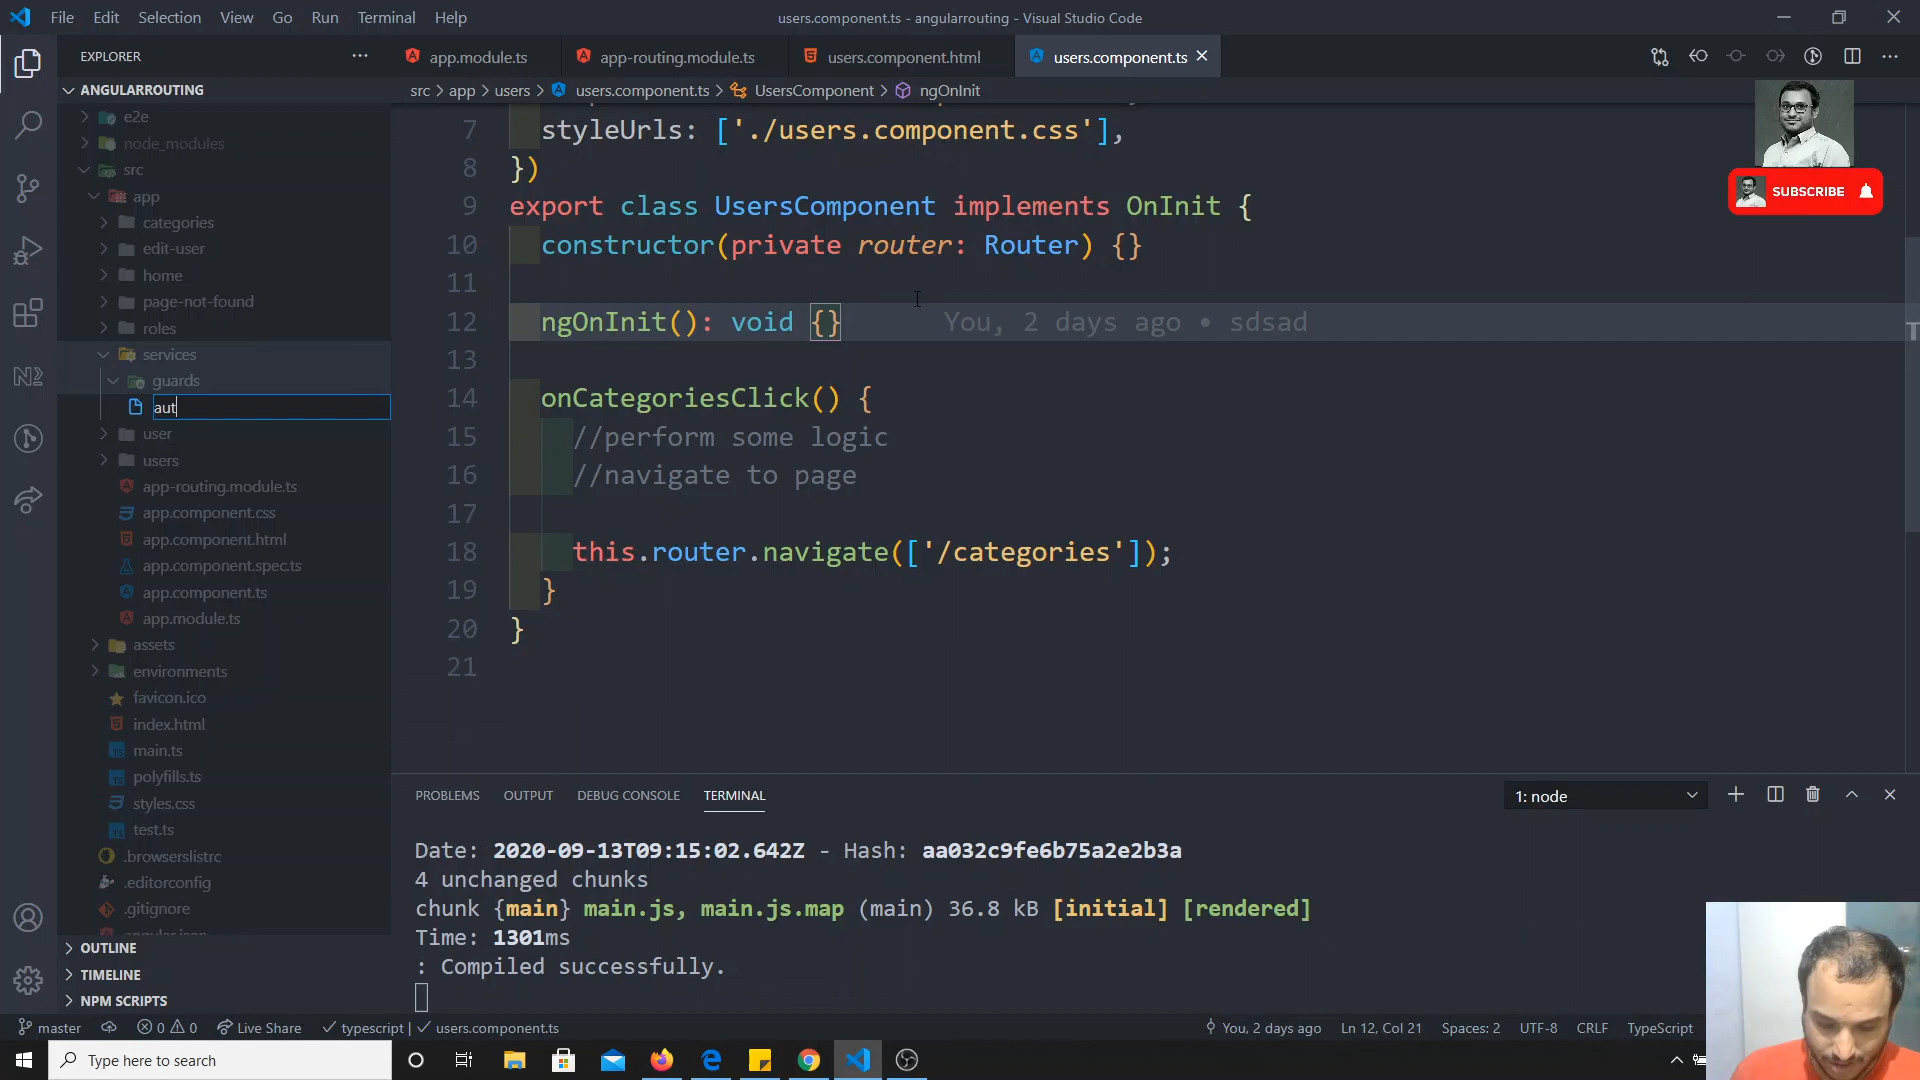 File Edit Selection View Go Run Terminal Help
users.component.ts - angularrouting - Visual Studio Code
EXPLORER
app.module.ts
app-routing.module.ts
users.component.html
users.component.ts
ANGULARROUTING
src > app > users > users.component.ts > UsersComponent > ngOnInit
e2e
node_modules
src
app
categories
edit-user
home
page-not-found
roles
services
guards
aut
user
users
app-routing.module.ts
app.component.css
app.component.html
app.component.spec.ts
app.component.ts
app.module.ts
assets
environments
favicon.ico
index.html
main.ts
polyfills.ts
styles.css
test.ts
.browserslistrc
.editorconfig
.gitignore
angular.json
OUTLINE
TIMELINE
NPM SCRIPTS
7 styleUrls: ['./users.component.css'],
8 })
9 export class UsersComponent implements OnInit {
10 constructor(private router: Router) {}
11
12 ngOnInit(): void {} You, 2 days ago • sdsad
13
14 onCategoriesClick() {
15 //perform some logic
16 //navigate to page
17
18 this.router.navigate(['/categories']);
19 }
20 }
21
SUBSCRIBE
PROBLEMS OUTPUT DEBUG CONSOLE TERMINAL
1: node
Date: 2020-09-13T09:15:02.642Z - Hash: aa032c9fe6b75a2e2b3a
4 unchanged chunks
chunk {main} main.js, main.js.map (main) 36.8 kB [initial] [rendered]
Time: 1301ms
: Compiled successfully.
master 0 0 Live Share typescript | users.component.ts
You, 2 days ago Ln 12, Col 21 Spaces: 2 UTF-8 CRLF TypeScript
Type here to search